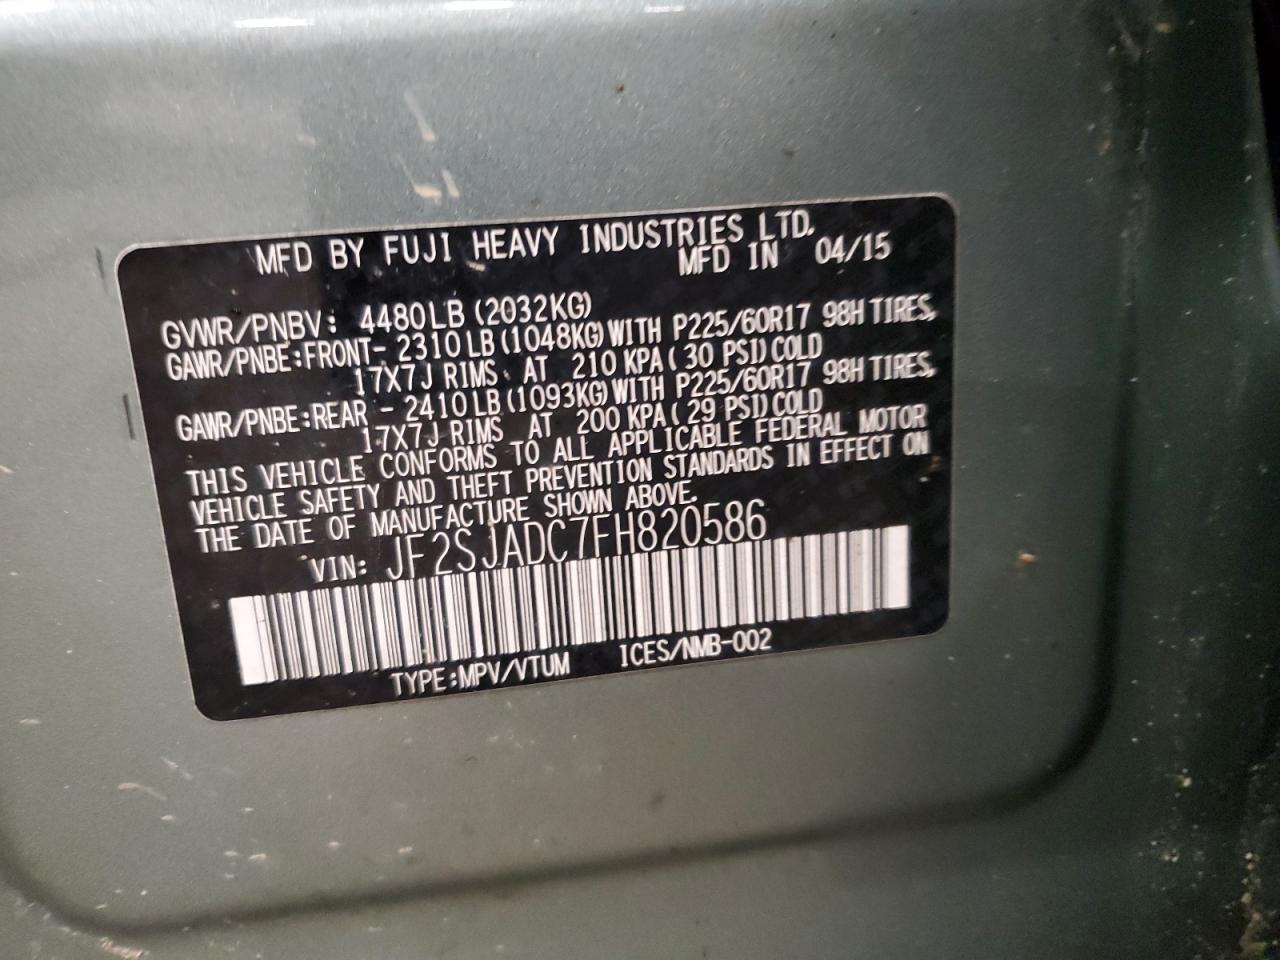 MFD BY FUJI HEAVY INDUSTRIES LTD.
MFD IN 04/15
GVWR/PNBV: 4480LB (2032KG)
GAWR/PNBE:FRONT- 2310LB (1048KG) WITH P225/60R17 98H TIRES,
17X7J RIMS AT 210 KPA ( 30 PSI) COLD
GAWR/PNBE:REAR - 2410LB (1093KG) WITH P225/60R17 98H TIRES,
17X7J RIMS AT 200 KPA ( 29 PSI) COLD
THIS VEHICLE CONFORMS TO ALL APPLICABLE FEDERAL MOTOR
VEHICLE SAFETY AND THEFT PREVENTION STANDARDS IN EFFECT ON
THE DATE OF MANUFACTURE SHOWN ABOVE.
VIN: JF2SJADC7FH820586
TYPE:MPV/VTUM ICES/NMB-002